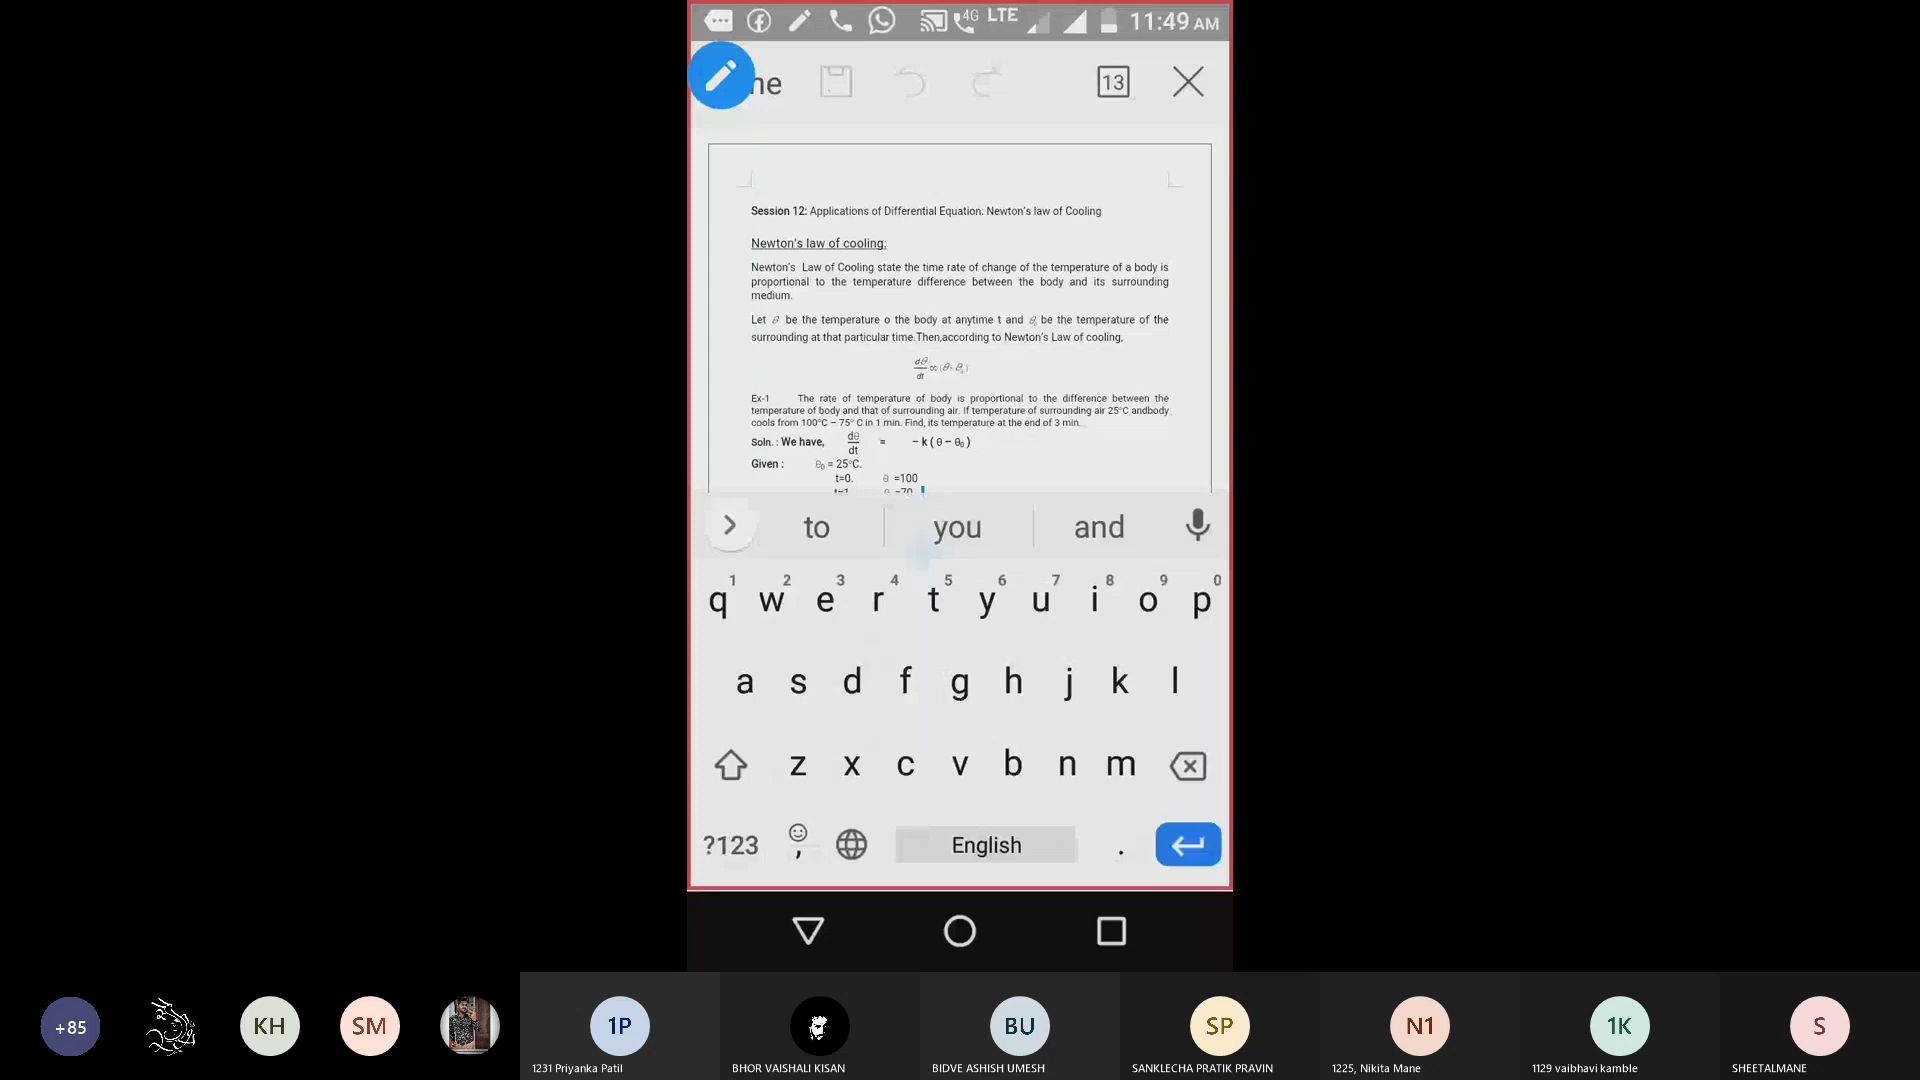 4G LTE 11:49 AM
ne 13
Session 12: Applications of Differential Equation: Newton's law of Cooling
Newton's law of cooling:
Newton's Law of Cooling state the time rate of change of the temperature of a body is
proportional to the temperature difference between the body and its surrounding
medium.
Let θ be the temperature o the body at anytime t and θ₀ be the temperature of the
surrounding at that particular time.Then,according to Newton's Law of cooling,
dθ/dt ∝ (θ- θ₀)
Ex-1 The rate of temperature of body is proportional to the difference between the
temperature of body and that of surrounding air. If temperature of surrounding air 25°C andbody
cools from 100°C – 75° C in 1 min. Find, its temperature at the end of 3 min.
Soln. : We have, dθ/dt = – k ( θ – θ₀ )
Given : θ₀ = 25°C.
t=0. θ =100
t=1 θ =70
to you and
1 2 3 4 5 6 7 8 9 0
q w e r t y u i o p
a s d f g h j k l
z x c v b n m
?123 , English .
+85 KH SM 1P BU SP N1 1K S
1231 Priyanka Patil BHOR VAISHALI KISAN BIDVE ASHISH UMESH SANKLECHA PRATIK PRAVIN 1225, Nikita Mane 1129 vaibhavi kamble SHEETALMANE